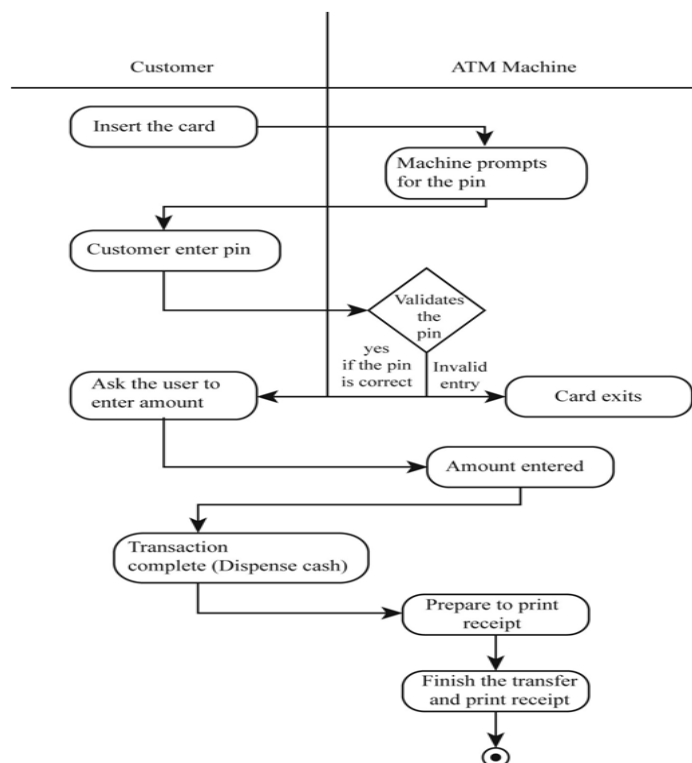 Customer
ATM Machine
Insert the card
Machine prompts
for the pin
Customer enter pin
Validates
the
pin
yes
if the pin
is correct
Invalid
entry
Ask the user to
enter amount
Card exits
Amount entered
Transaction
complete (Dispense cash)
Prepare to print
receipt
Finish the transfer
and print receipt